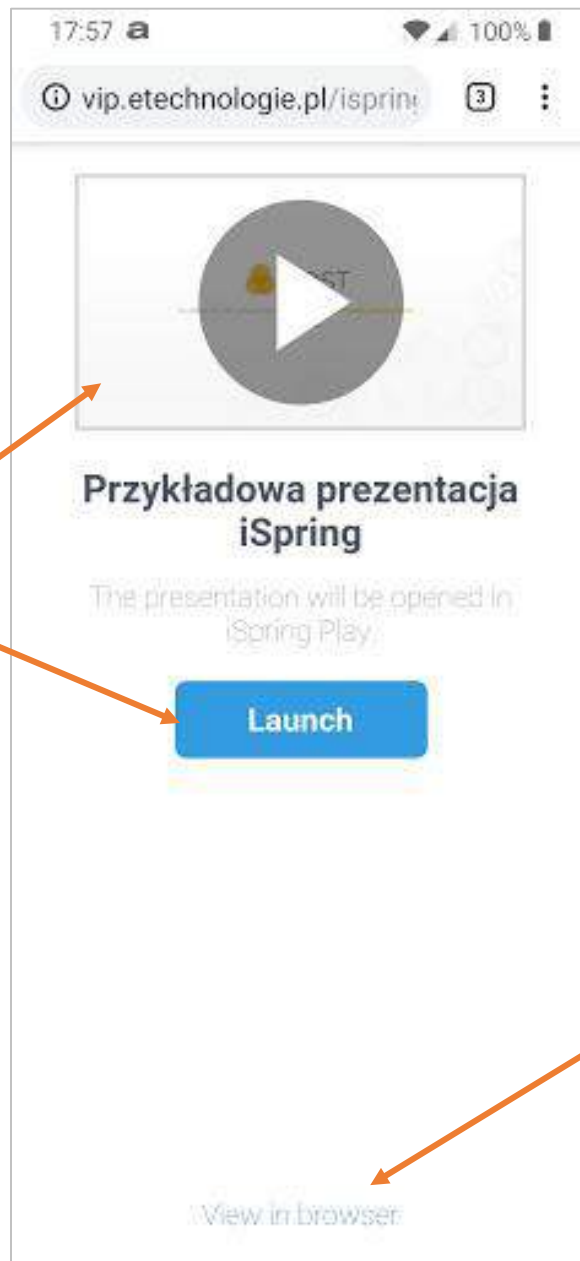 17:57 a 100%
vip.etechnologie.pl/ispring 3
Przykładowa prezentacja
iSpring
The presentation will be opened in
iSpring Play.
Launch
View in browser